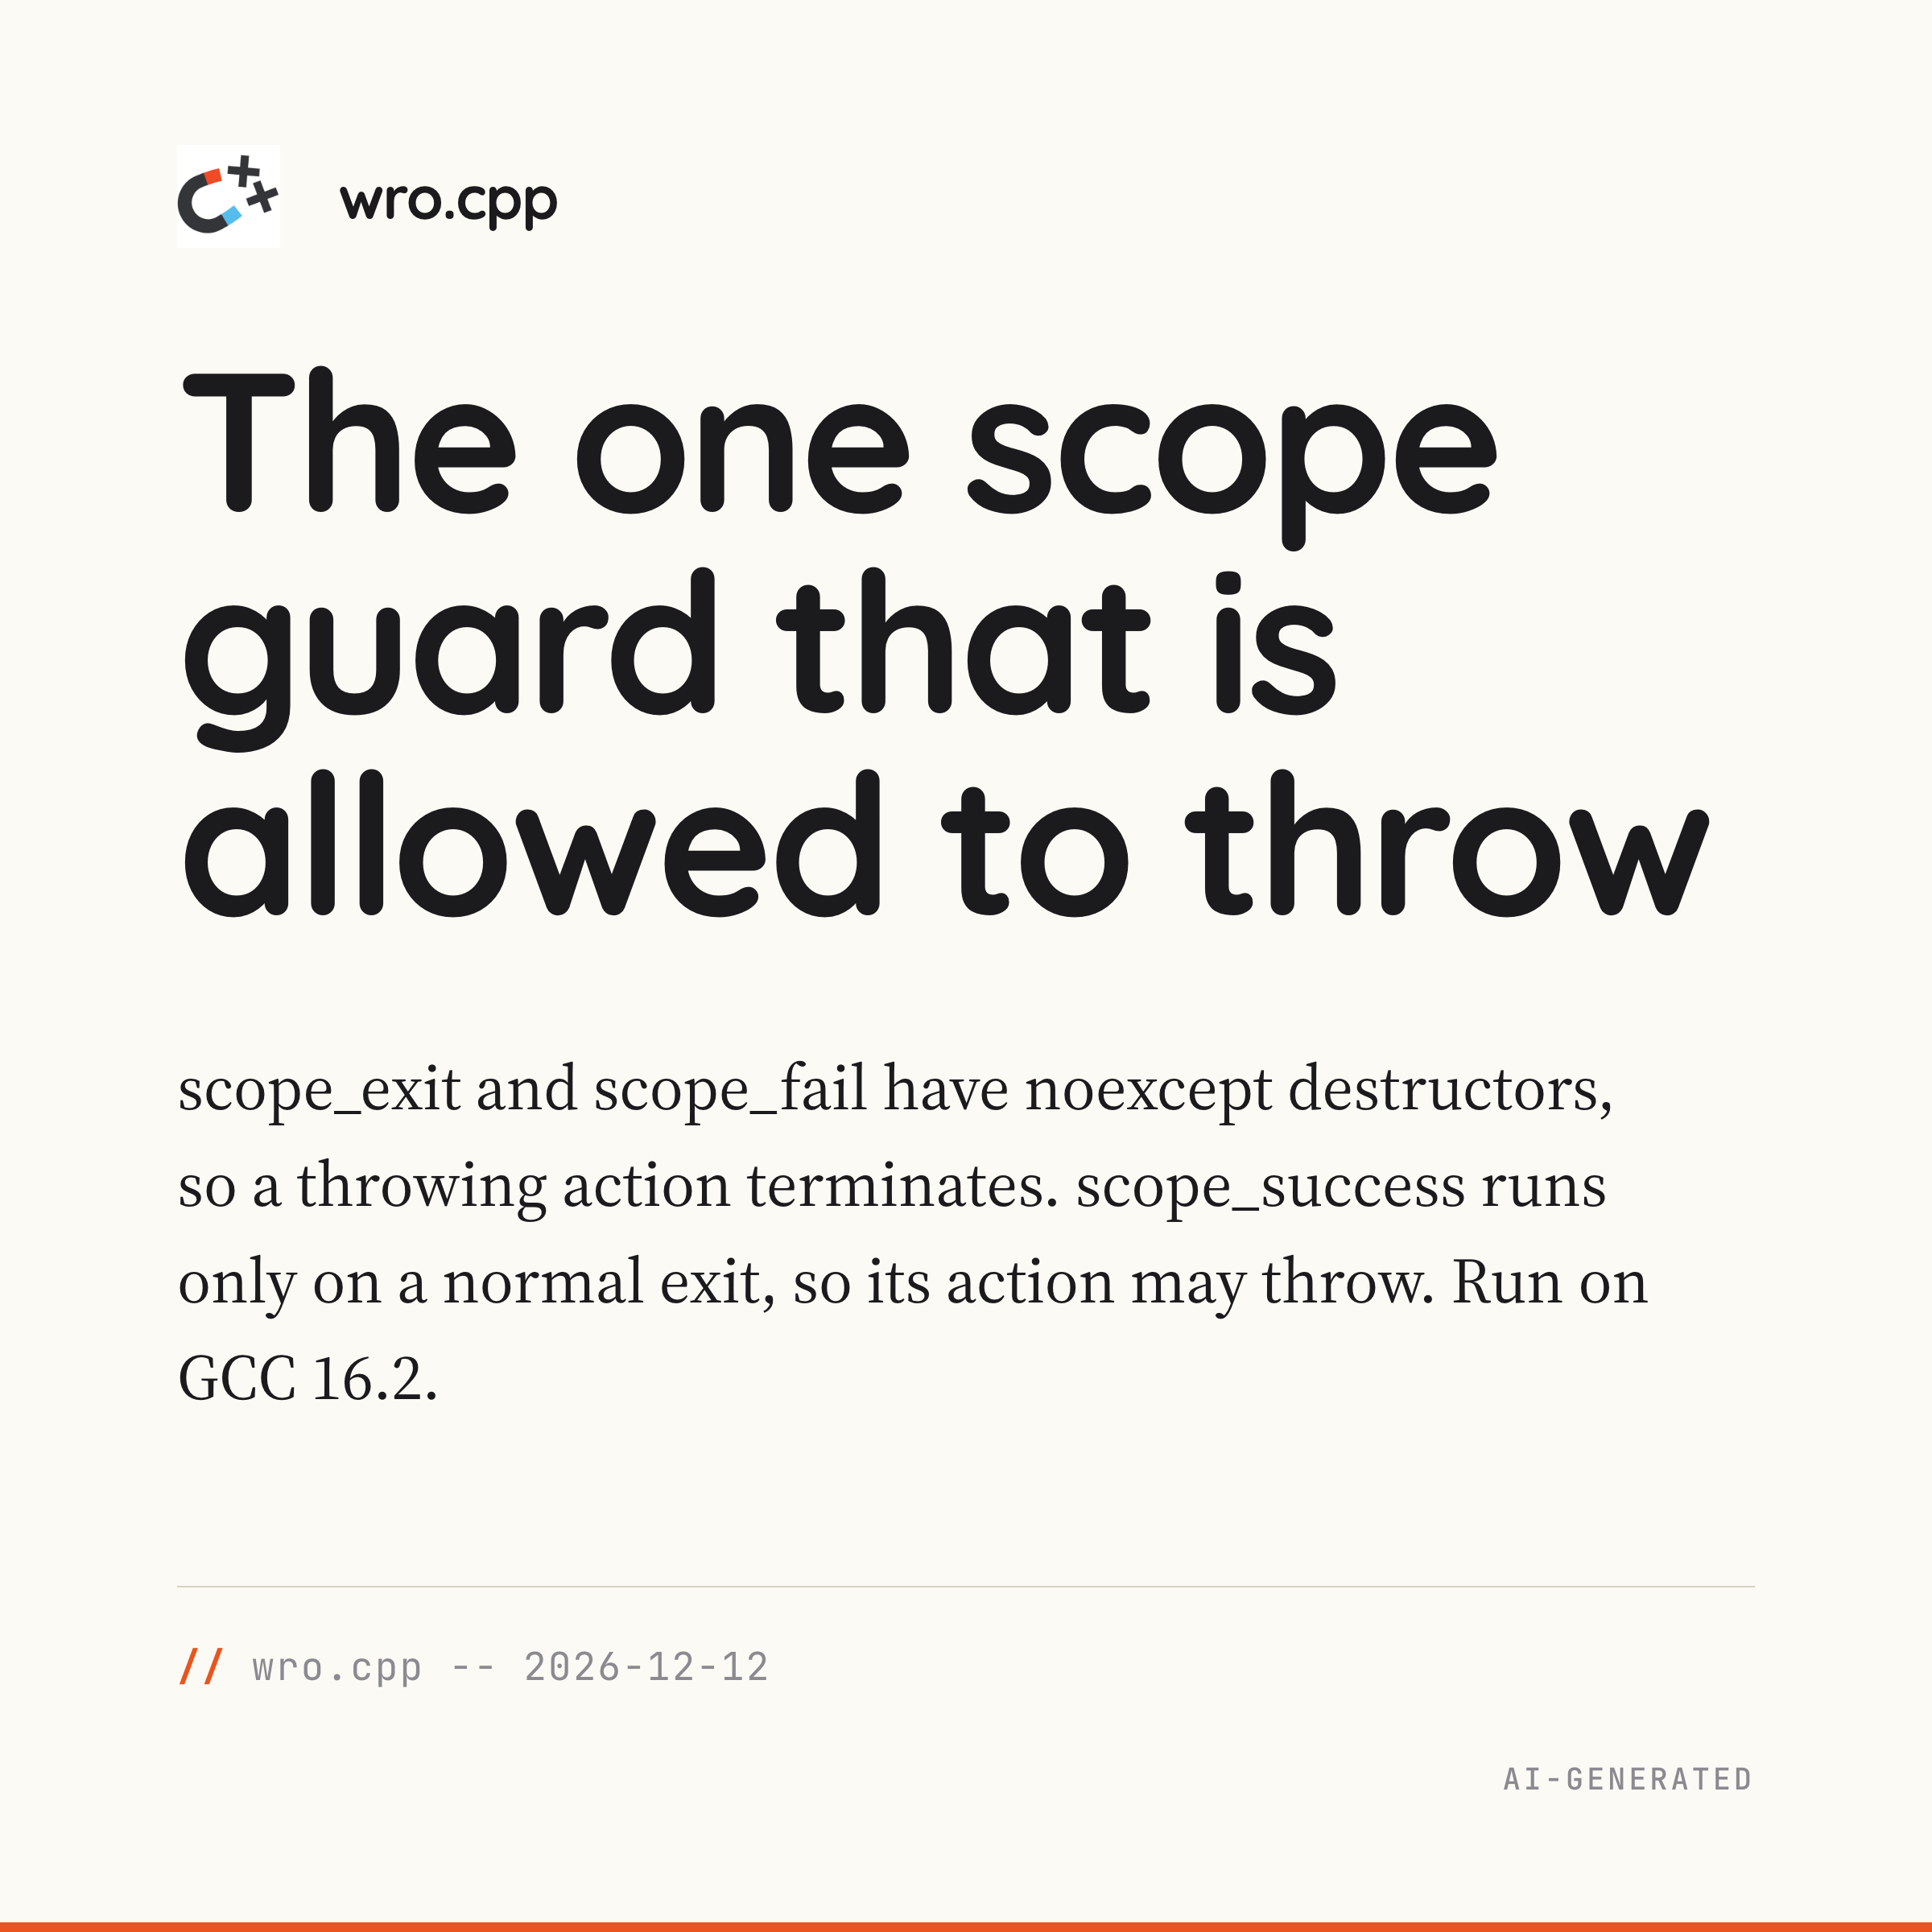 wro.cpp
The one scope
guard that is
allowed to throw
scope_exit and scope_fail have noexcept destructors,
so a throwing action terminates. scope_success runs
only on a normal exit, so its action may throw. Run on
GCC 16.2.
// wro.cpp -- 2026-12-12
AI-GENERATED